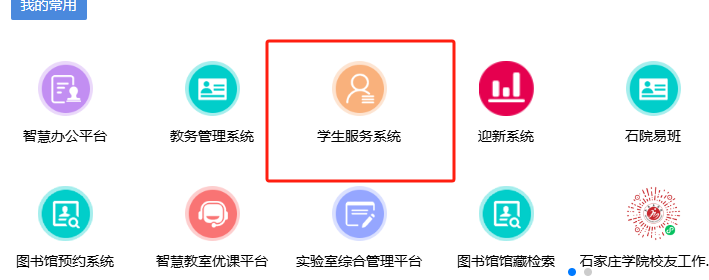 我的常用
智慧办公平台
教务管理系统
学生服务系统
迎新系统
石院易班
图书馆预约系统
智慧教室优课平台
实验室综合管理平台
图书馆馆藏检索
石家庄学院校友工作.